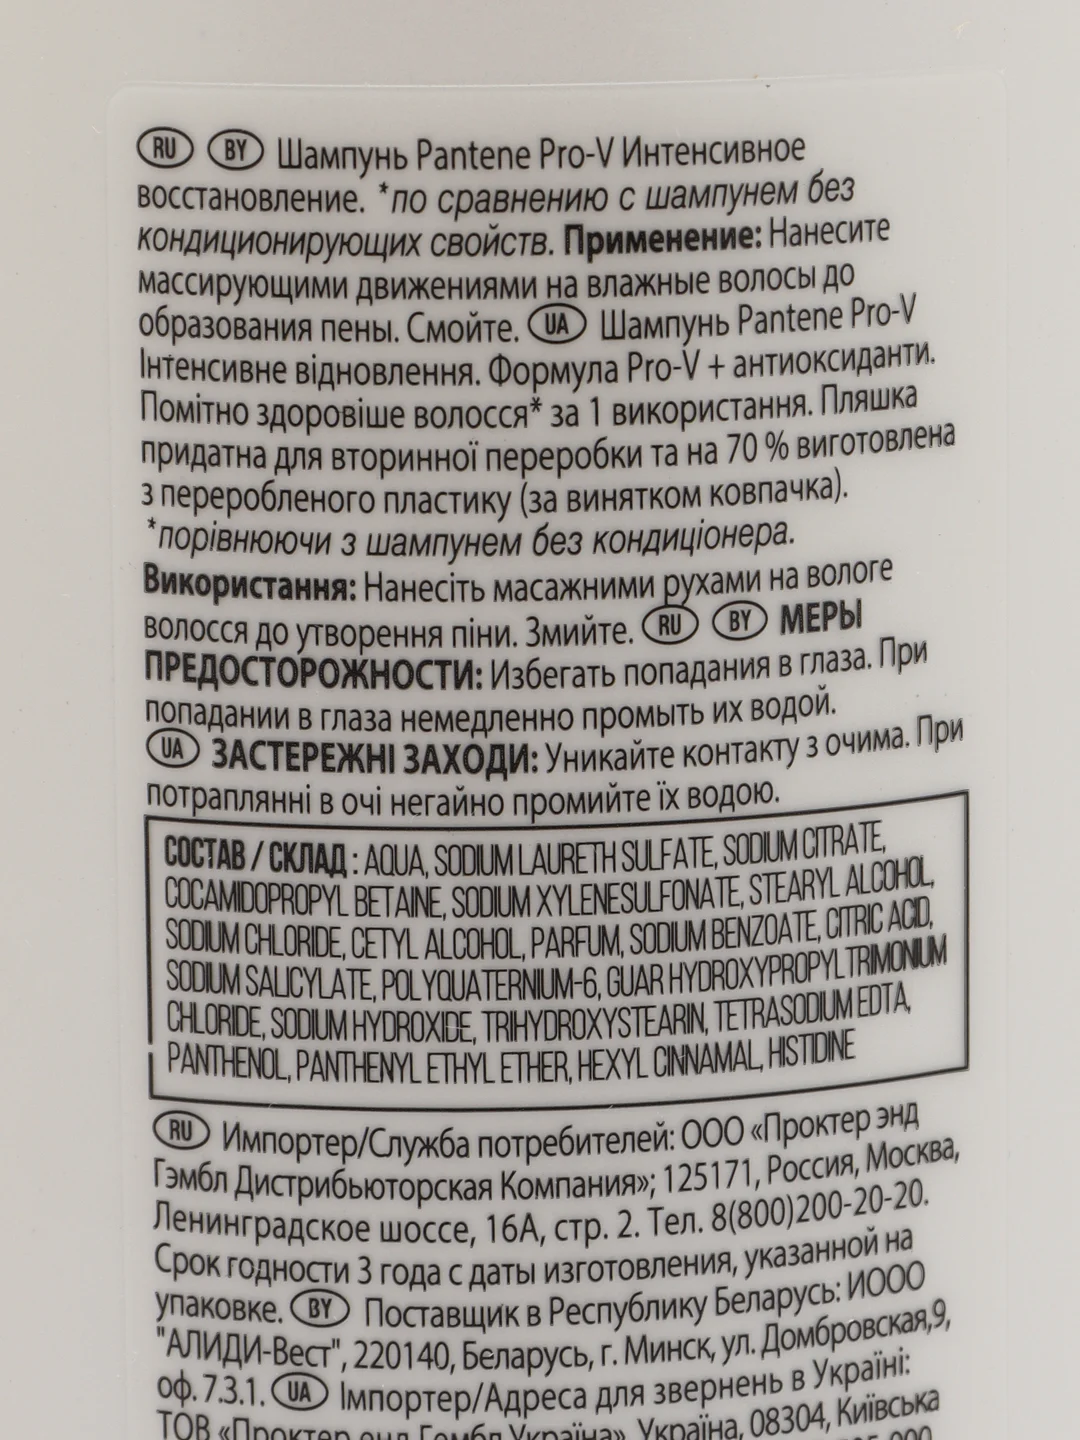 RU BY Шампунь Pantene Pro-V Интенсивное
восстановление. *по сравнению с шампунем без
кондиционирующих свойств. Применение: Нанесите
массирующими движениями на влажные волосы до
образования пены. Смойте. UA Шампунь Pantene Pro-V
Інтенсивне відновлення. Формула Pro-V + антиоксиданти.
Помітно здоровіше волосся* за 1 використання. Пляшка
придатна для вторинної переробки та на 70 % виготовлена
з переробленого пластику (за винятком ковпачка).
*порівнюючи з шампунем без кондиціонера.
Використання: Нанесіть масажними рухами на вологе
волосся до утворення піни. Змийте. RU BY МЕРЫ
ПРЕДОСТОРОЖНОСТИ: Избегать попадания в глаза. При
попадании в глаза немедленно промыть их водой.
UA ЗАСТЕРЕЖНІ ЗАХОДИ: Уникайте контакту з очима. При
потраплянні в очі негайно промийте їх водою.
СОСТАВ / СКЛАД : AQUA, SODIUM LAURETH SULFATE, SODIUM CITRATE,
COCAMIDOPROPYL BETAINE, SODIUM XYLENESULFONATE, STEARYL ALCOHOL,
SODIUM CHLORIDE, CETYL ALCOHOL, PARFUM, SODIUM BENZOATE, CITRIC ACID,
SODIUM SALICYLATE, POLYQUATERNIUM-6, GUAR HYDROXYPROPYLTRIMONIUM
CHLORIDE, SODIUM HYDROXIDE, TRIHYDROXYSTEARIN, TETRASODIUM EDTA,
PANTHENOL, PANTHENYL ETHYL ETHER, HEXYL CINNAMAL, HISTIDINE
RU Импортер/Служба потребителей: ООО «Проктер энд
Гэмбл Дистрибьюторская Компания»; 125171, Россия, Москва,
Ленинградское шоссе, 16А, стр. 2. Тел. 8(800)200-20-20.
Срок годности 3 года с даты изготовления, указанной на
упаковке. BY Поставщик в Республику Беларусь: ИООО
"АЛИДИ-Вест", 220140, Беларусь, г. Минск, ул. Домбровская,9,
оф. 7.3.1. UA Імпортер/Адреса для звернень в Україні:
ТОВ «Проктер енд Гембл Україна», Україна, 08304, Київська